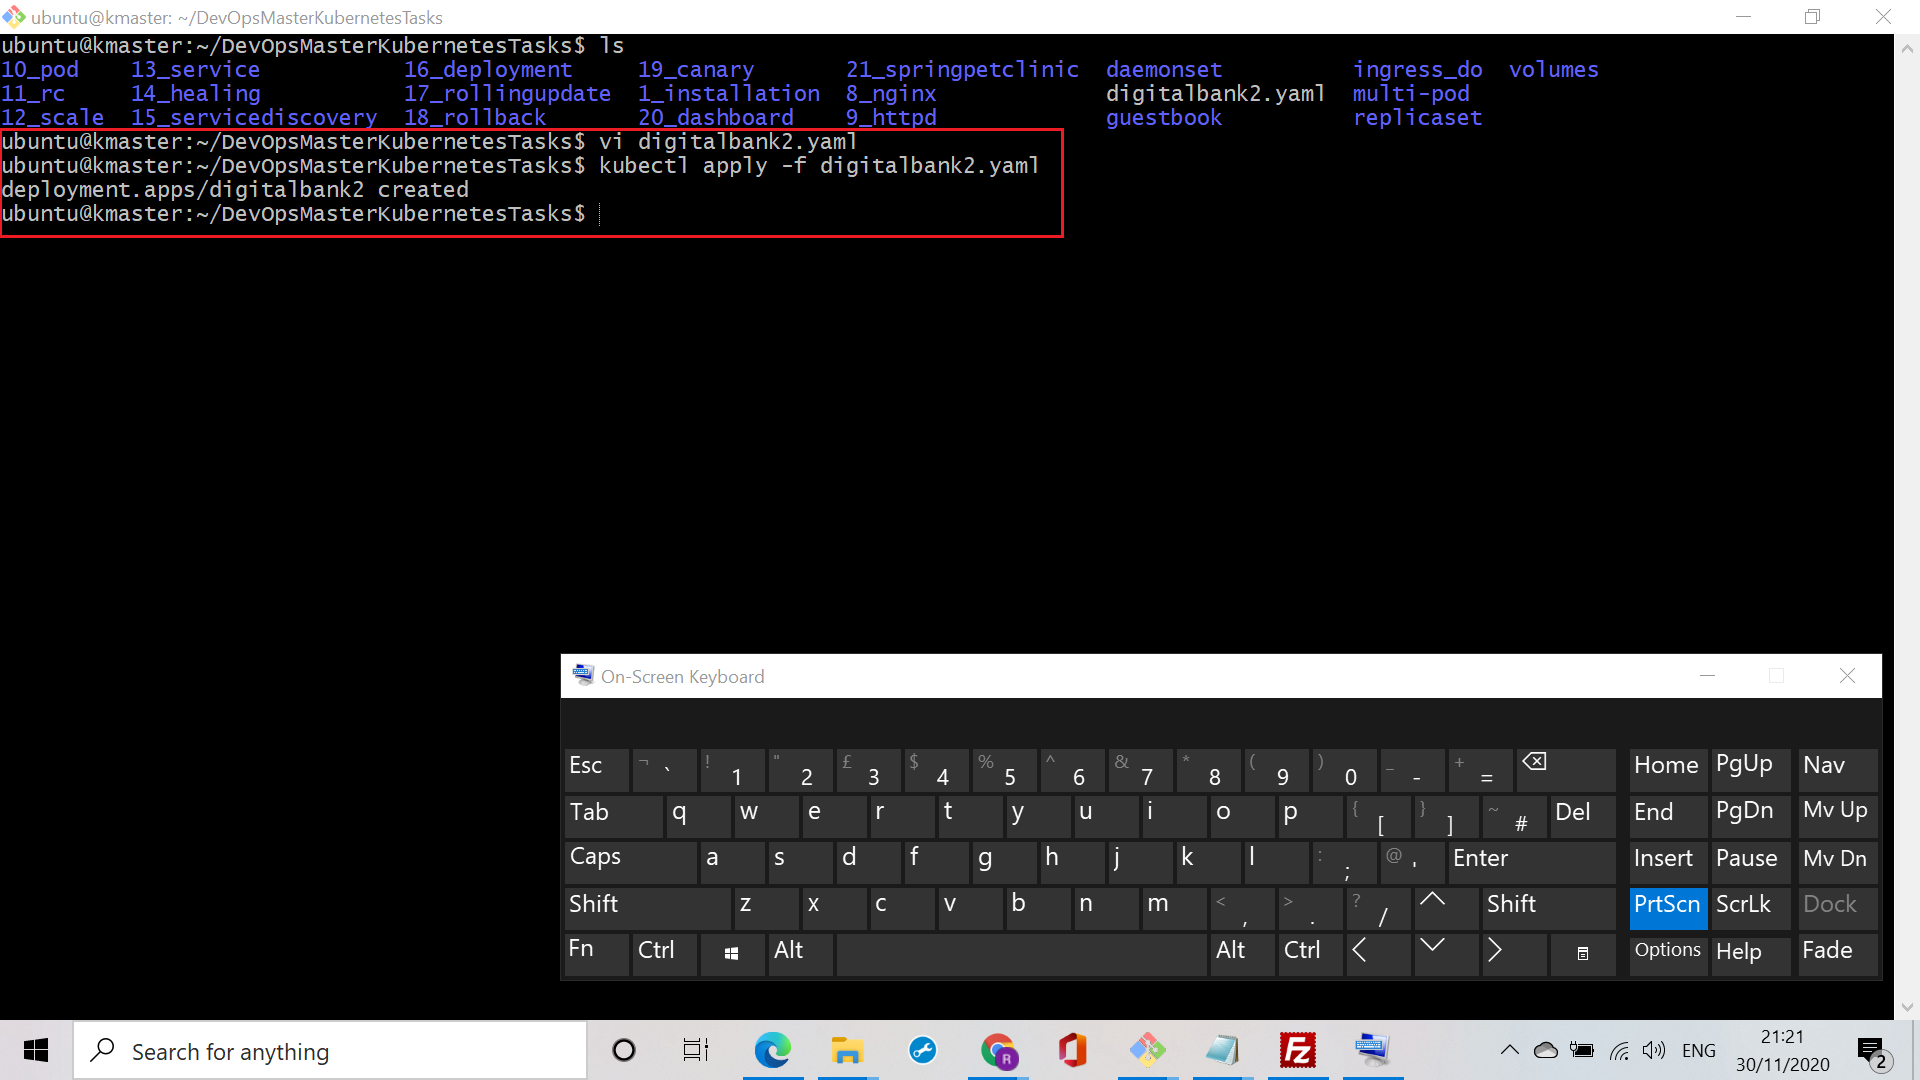 ubuntu@kmaster: ~/DevOpsMasterKubernetesTasks
ubuntu@kmaster:~/DevOpsMasterKubernetesTasks$ ls
10_pod 13_service 16_deployment 19_canary 21_springpetclinic daemonset ingress_do volumes
11_rc 14_healing 17_rollingupdate 1_installation 8_nginx digitalbank2.yaml multi-pod
12_scale 15_servicediscovery 18_rollback 20_dashboard 9_httpd guestbook replicaset
ubuntu@kmaster:~/DevOpsMasterKubernetesTasks$ vi digitalbank2.yaml
ubuntu@kmaster:~/DevOpsMasterKubernetesTasks$ kubectl apply -f digitalbank2.yaml
deployment.apps/digitalbank2 created
ubuntu@kmaster:~/DevOpsMasterKubernetesTasks$
On-Screen Keyboard
Esc ¬ ` ! 1 " 2 £ 3 $ 4 % 5 ^ 6 & 7 * 8 ( 9 ) 0 _ - + = Home PgUp Nav
Tab q w e r t y u i o p { [ } ] ~ # Del End PgDn Mv Up
Caps a s d f g h j k l : ; @ ' Enter Insert Pause Mv Dn
Shift z x c v b n m < , > . ? / Shift PrtScn ScrLk Dock
Fn Ctrl Alt Alt Ctrl Options Help Fade
Search for anything
R
Fz
ENG
21:21
30/11/2020
2